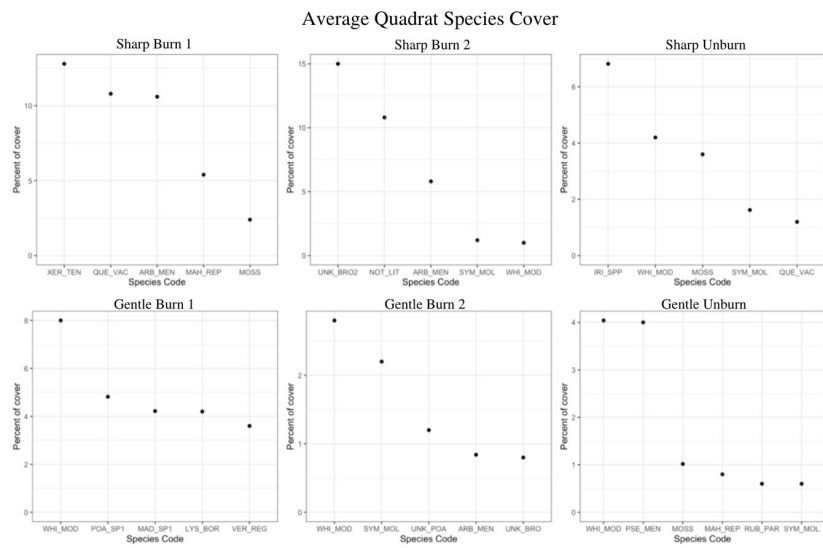 Average Quadrat Species Cover
Sharp Burn 1
Percent of cover
10
5
0
XER_TEN QUE_VAC ARB_MEN MAH_REP MOSS
Species Code
Sharp Burn 2
Percent of cover
15
10
5
0
UNK_BRO2 NOT_LIT ARB_MEN SYM_MOL WHI_MOD
Species Code
Sharp Unburn
Percent of cover
6
4
2
0
IRI_SPP WHI_MOD MOSS SYM_MOL QUE_VAC
Species Code
Gentle Burn 1
Percent of cover
8
6
4
2
0
WHI_MOD POA_SP1 MAD_SP1 LYS_BOR VER_REG
Species Code
Gentle Burn 2
Percent of cover
2
1
0
WHI_MOD SYM_MOL UNK_POA ARB_MEN UNK_BRO
Species Code
Gentle Unburn
Percent of cover
4
3
2
1
0
WHI_MOD PSE_MEN MOSS MAH_REP RUB_PAR SYM_MOL
Species Code